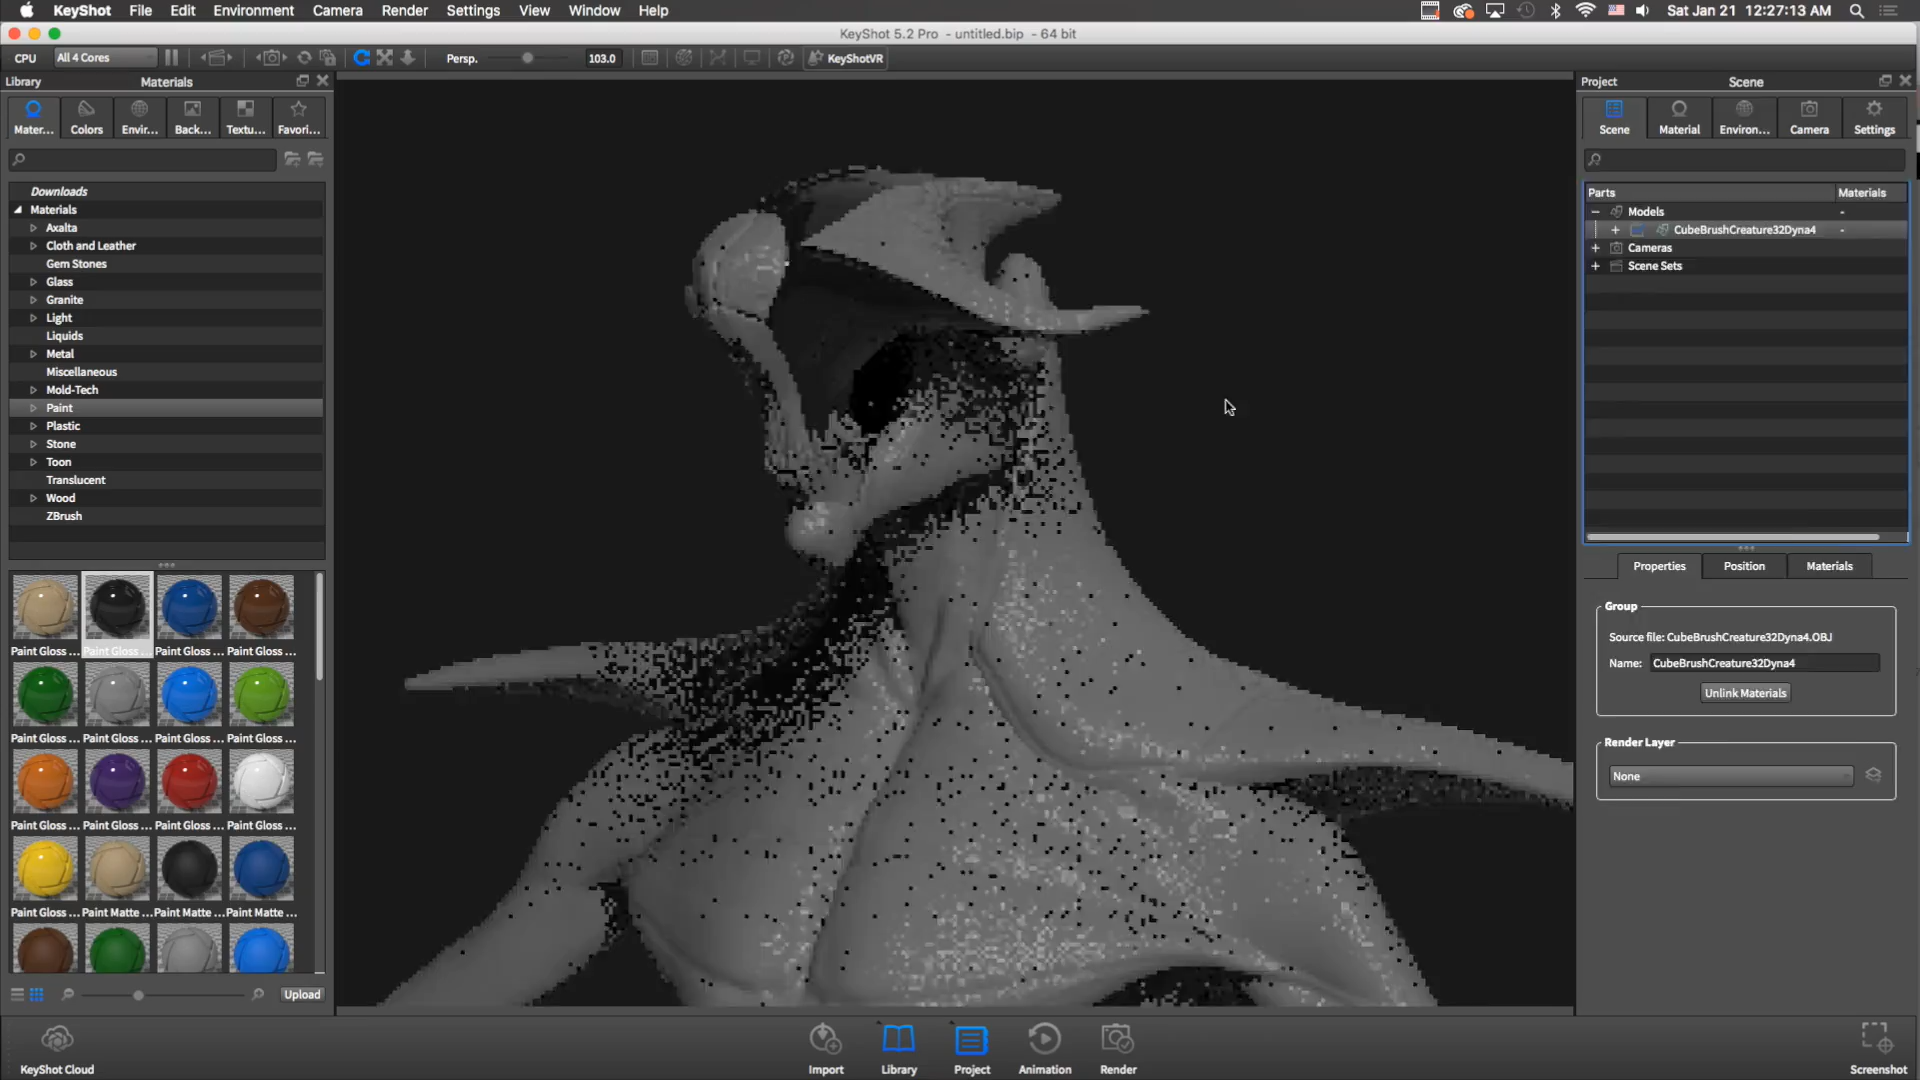 KeyShot File Edit Environment Camera Render Settings View Window Help
Sat Jan 21 12:27:13 AM
KeyShot 5.2 Pro - untitled.bip - 64 bit
CPU All 4 Cores Persp. 103.0 KeyShotVR
Library Materials
Mater... Colors Envir... Back... Textu... Favori...
Downloads
Materials
Axalta
Cloth and Leather
Gem Stones
Glass
Granite
Light
Liquids
Metal
Miscellaneous
Mold-Tech
Paint
Plastic
Stone
Toon
Translucent
Wood
ZBrush
Paint Gloss ... Paint Gloss ... Paint Gloss ... Paint Gloss ...
Paint Gloss ... Paint Gloss ... Paint Gloss ... Paint Gloss ...
Paint Gloss ... Paint Gloss ... Paint Gloss ... Paint Gloss ...
Paint Gloss ... Paint Matte ... Paint Matte ... Paint Matte ...
Upload
Project Scene
Scene Material Environ... Camera Settings
Parts Materials
Models -
CubeBrushCreature32Dyna4 -
Cameras
Scene Sets
Properties Position Materials
Group
Source file: CubeBrushCreature32Dyna4.OBJ
Name: CubeBrushCreature32Dyna4
Unlink Materials
Render Layer
None
KeyShot Cloud Import Library Project Animation Render Screenshot